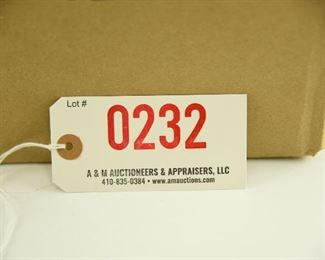 Lot #
0232
A & M AUCTIONEERS & APPRAISERS, LLC
410-835-0384 • www.amauctions.com